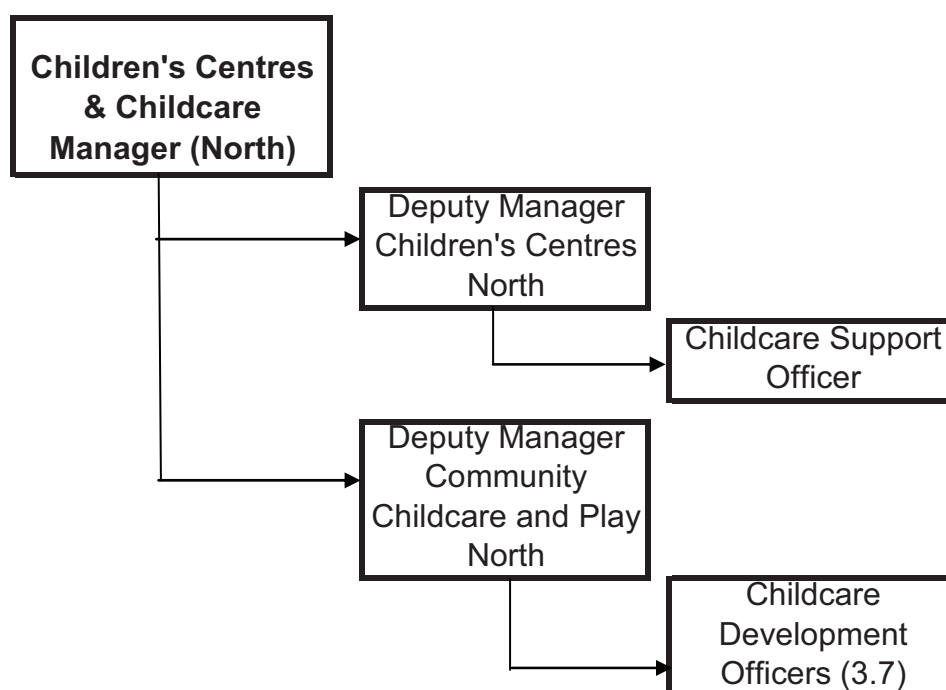 Children's Centres
& Childcare
Manager (North)
Deputy Manager
Children's Centres
North
Childcare Support
Officer
Deputy Manager
Community
Childcare and Play
North
Childcare
Development
Officers (3.7)